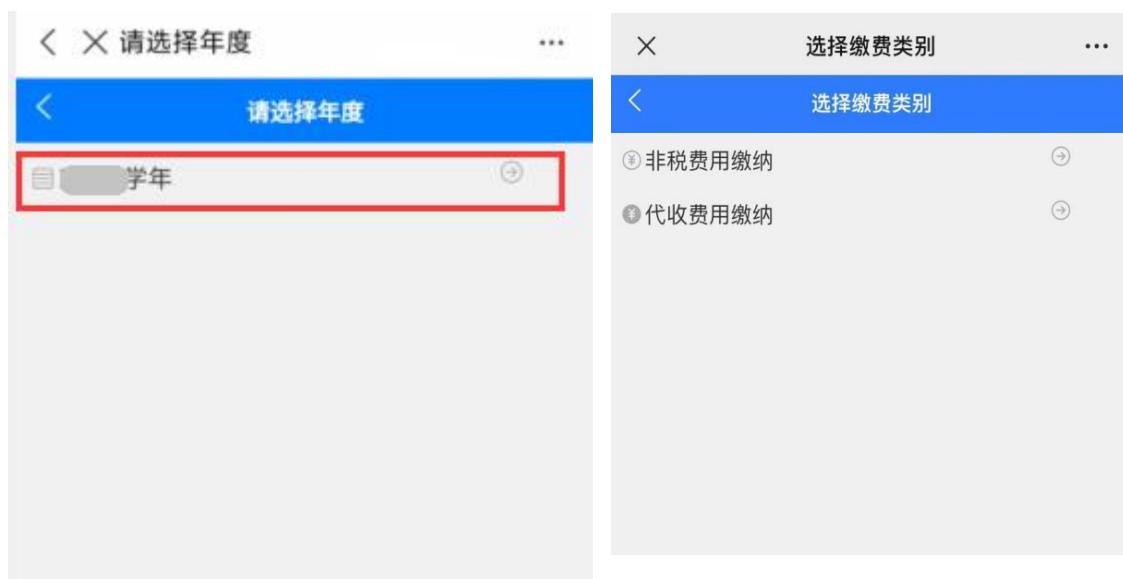 请选择年度
请选择年度
学年
选择缴费类别
选择缴费类别
非税费用缴纳
代收费用缴纳